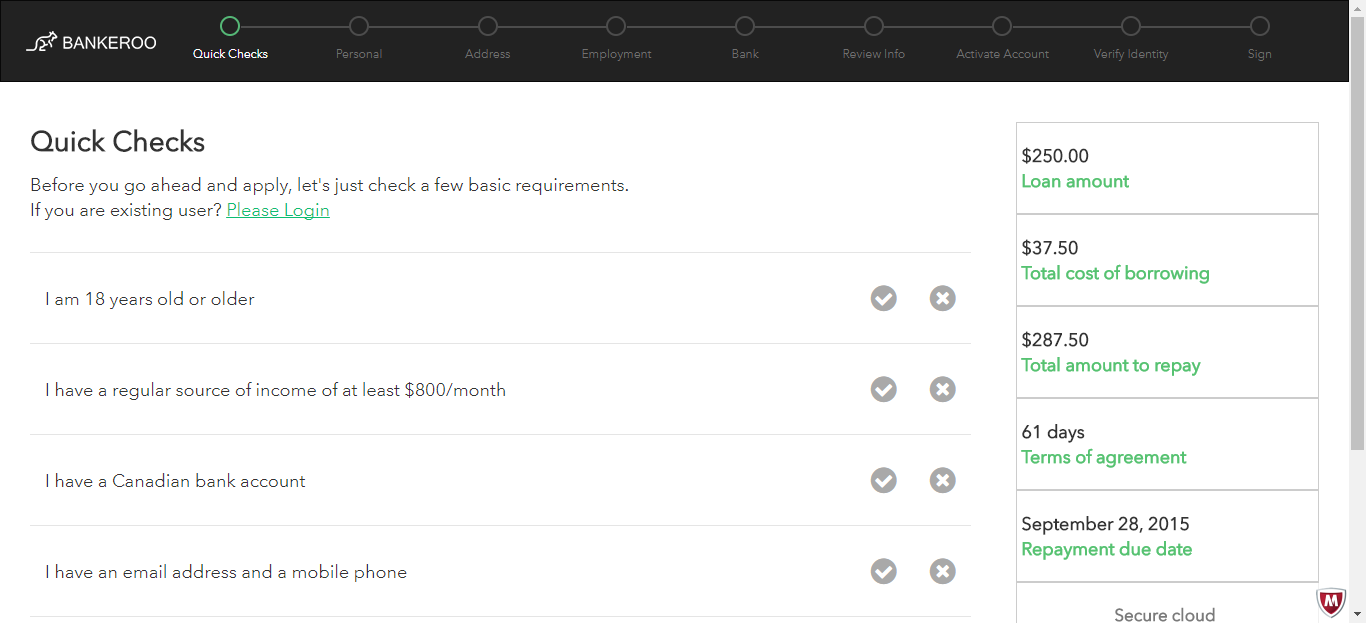 BANKEROO
Quick Checks
Personal
Address
Employment
Bank
Review Info
Activate Account
Verify Identity
Sign
Quick Checks
Before you go ahead and apply, let's just check a few basic requirements.
If you are existing user? Please Login
I am 18 years old or older
I have a regular source of income of at least $800/month
I have a Canadian bank account
I have an email address and a mobile phone
$250.00
Loan amount
$37.50
Total cost of borrowing
$287.50
Total amount to repay
61 days
Terms of agreement
September 28, 2015
Repayment due date
Secure cloud
M